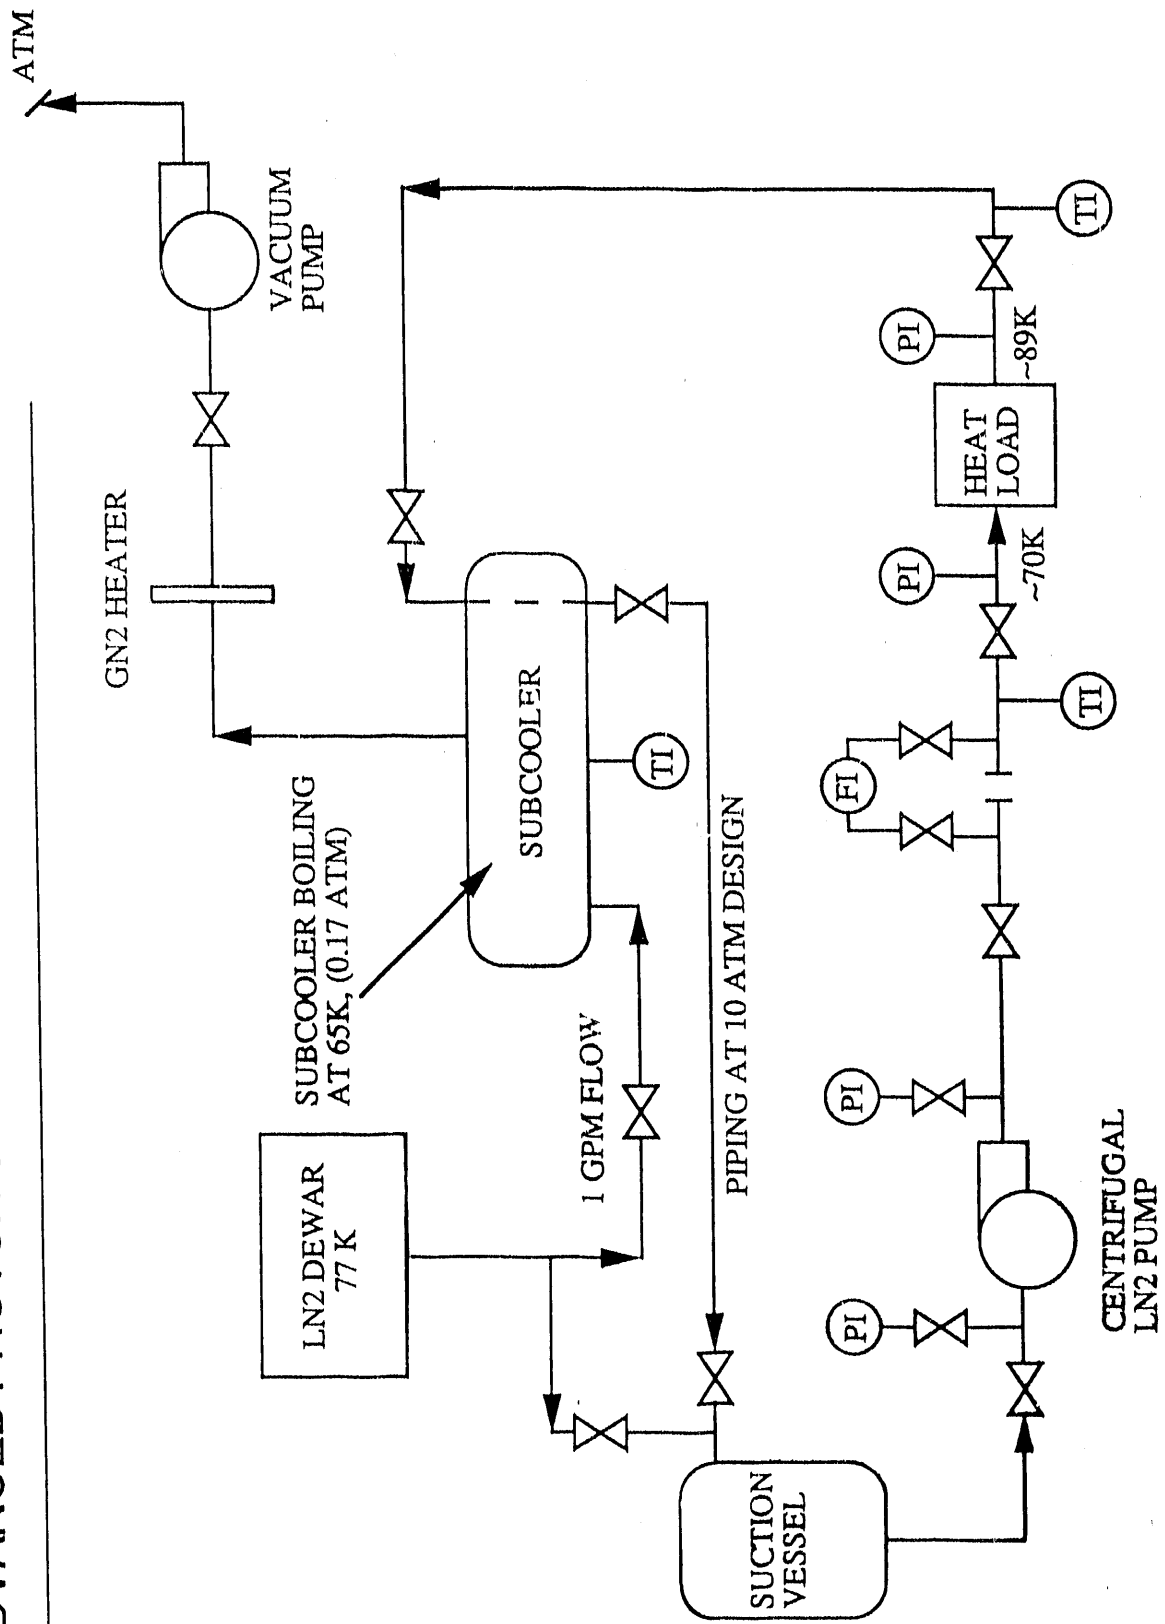 ATM
VACUUM
PUMP
GN2 HEATER
SUBCOOLER BOILING
AT 65K, (0.17 ATM)
SUBCOOLER
TI
LN2 DEWAR
77 K
1 GPM FLOW
PIPING AT 10 ATM DESIGN
SUCTION
VESSEL
PI
CENTRIFUGAL
LN2 PUMP
PI
FI
TI
PI
~70K
HEAT
LOAD
~89K
PI
TI